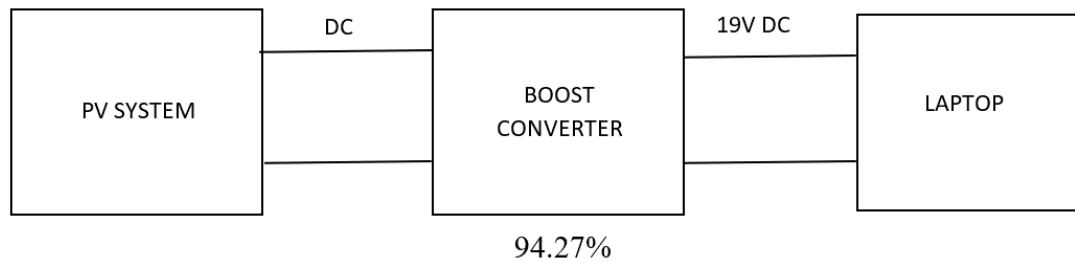 DC
19V DC
PV SYSTEM
BOOST
CONVERTER
LAPTOP
94.27%